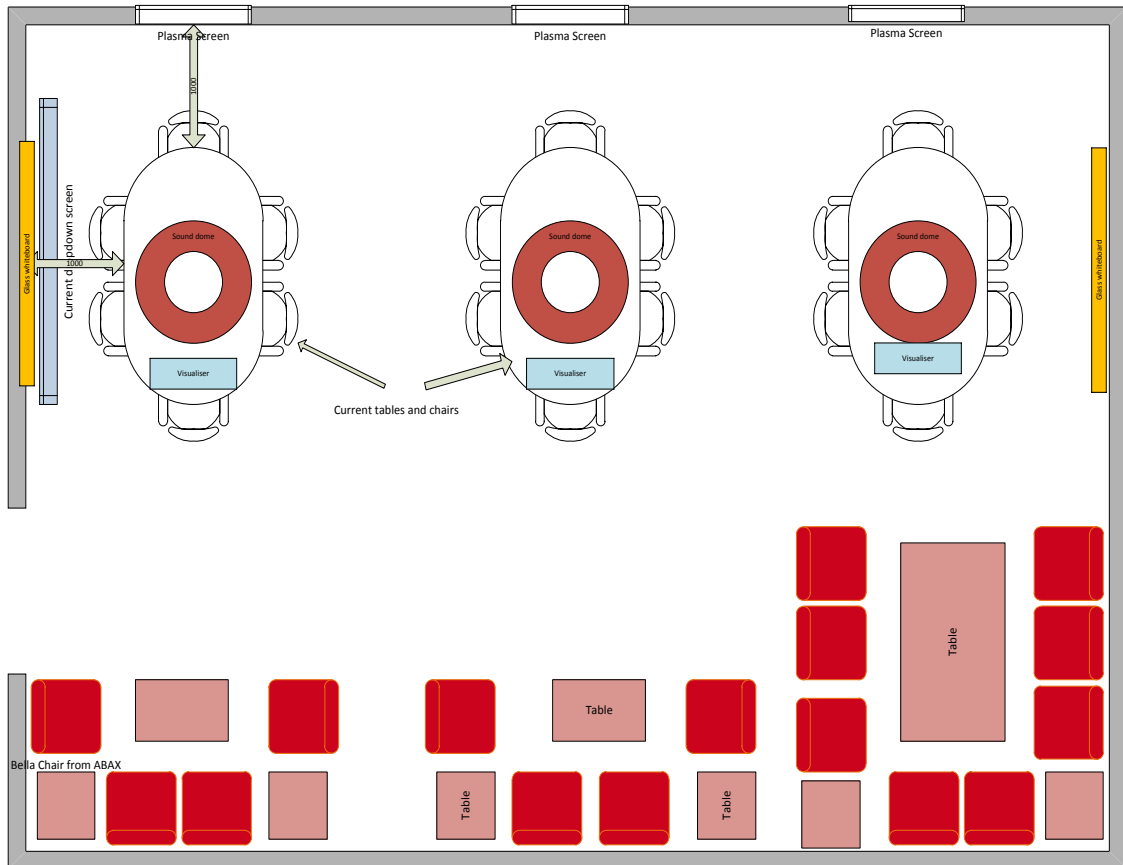 Plasma Screen
Plasma Screen
Plasma Screen
1000
Glass whiteboard
Current dropdown screen
1000
Sound dome
Sound dome
Sound dome
Glass whiteboard
Visualiser
Visualiser
Visualiser
Current tables and chairs
Table
Table
Bella Chair from ABAX
Table
Table